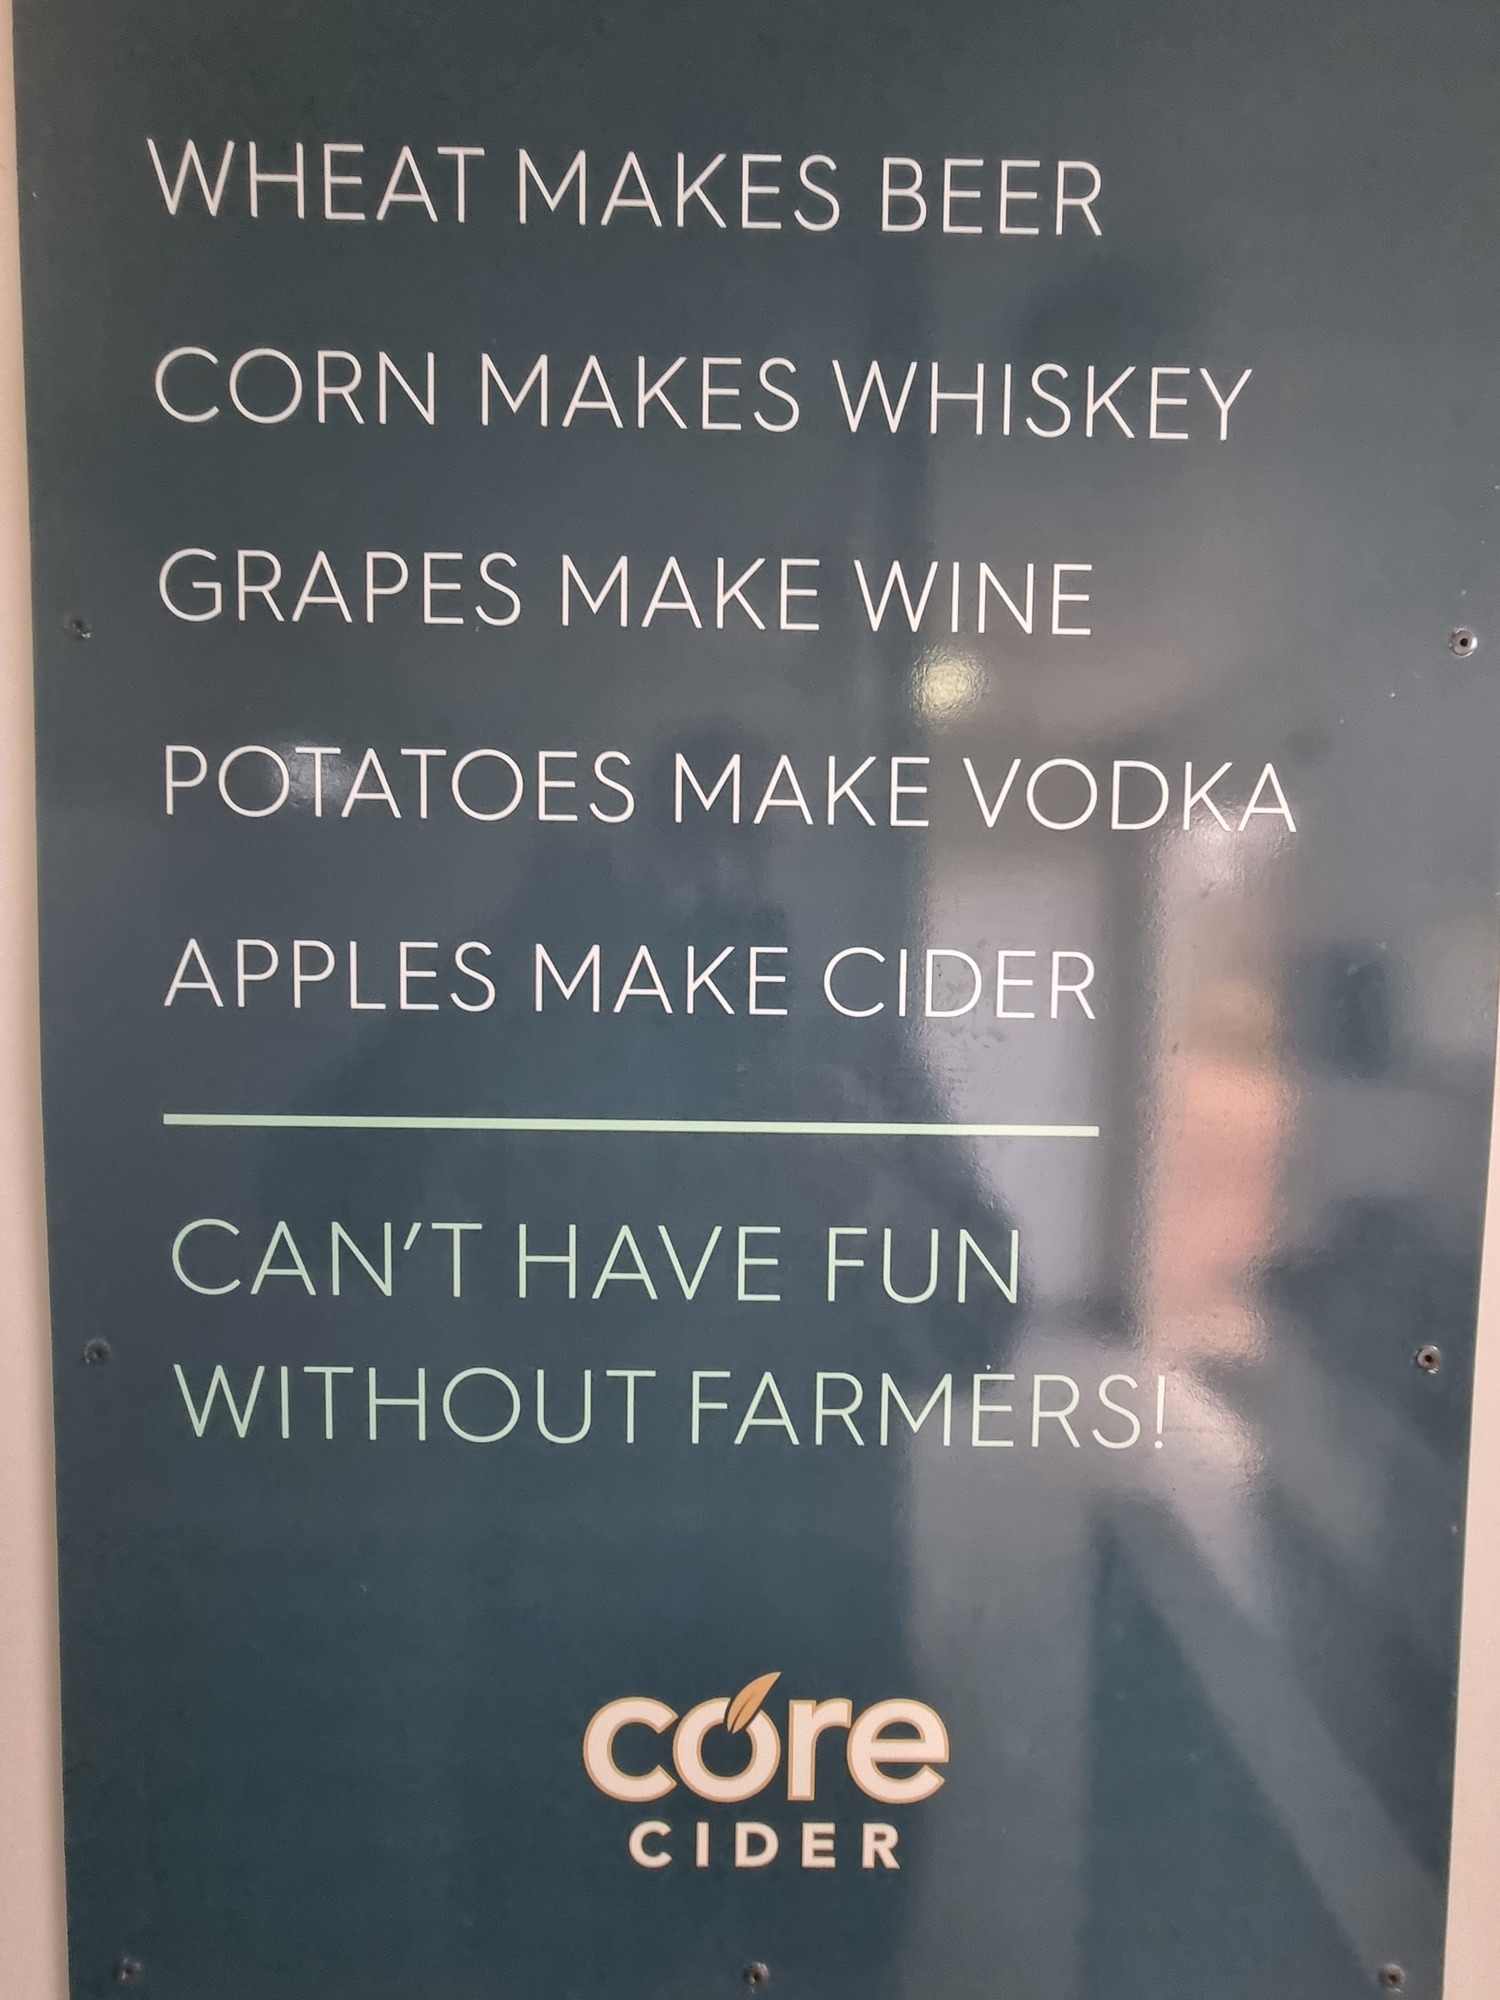 WHEAT MAKES BEER
CORN MAKES WHISKEY
GRAPES MAKE WINE
POTATOES MAKE VODKA
APPLES MAKE CIDER
CAN'T HAVE FUN
WITHOUT FARMERS!
core
CIDER